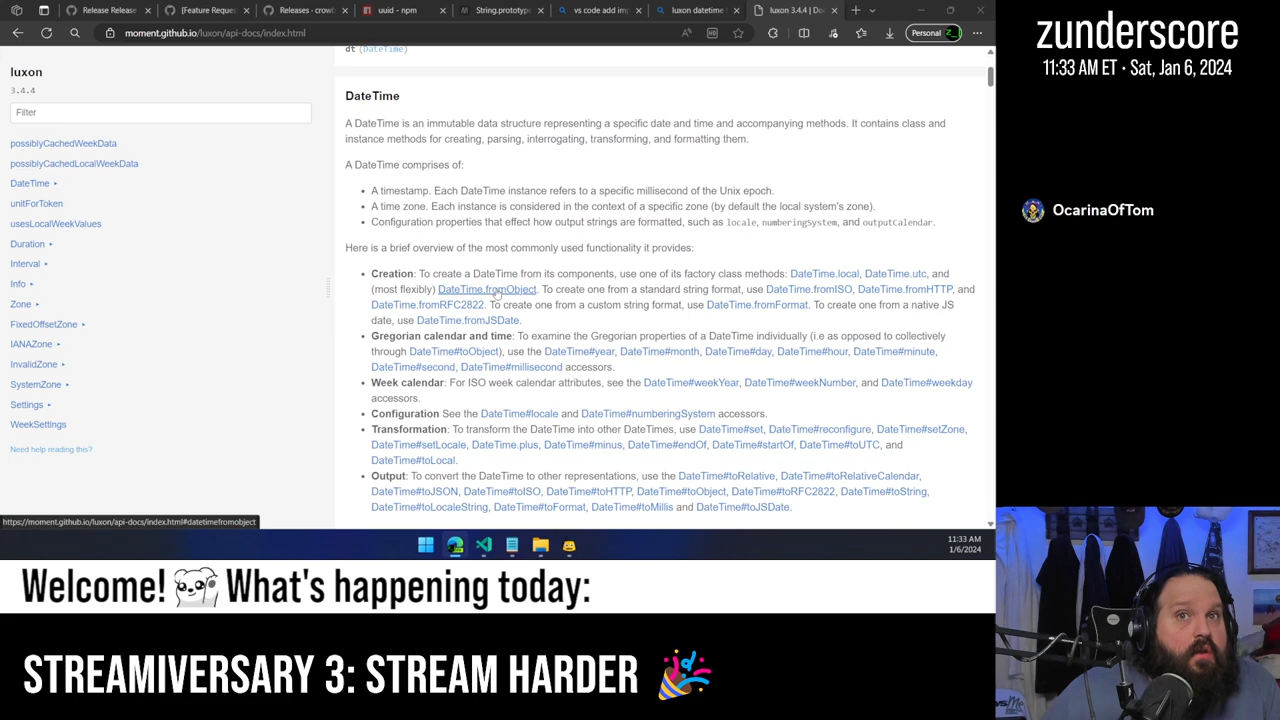 Release Release
[Feature Reques
Releases · crowb
uuid - npm
String.prototype
vs code add imp
luxon datetime
luxon 3.4.4 | Doc
moment.github.io/luxon/api-docs/index.html
Personal
luxon
3.4.4
Filter
possiblyCachedWeekData
possiblyCachedLocalWeekData
DateTime
unitForToken
usesLocalWeekValues
Duration
Interval
Info
Zone
FixedOffsetZone
IANAZone
InvalidZone
SystemZone
Settings
WeekSettings
Need help reading this?
https://moment.github.io/luxon/api-docs/index.html#datetimefromobject
dt (DateTime)
DateTime
A DateTime is an immutable data structure representing a specific date and time and accompanying methods. It contains class and
instance methods for creating, parsing, interrogating, transforming, and formatting them.
A DateTime comprises of:
• A timestamp. Each DateTime instance refers to a specific millisecond of the Unix epoch.
• A time zone. Each instance is considered in the context of a specific zone (by default the local system's zone).
• Configuration properties that effect how output strings are formatted, such as locale, numberingSystem, and outputCalendar.
Here is a brief overview of the most commonly used functionality it provides:
• Creation: To create a DateTime from its components, use one of its factory class methods: DateTime.local, DateTime.utc, and
(most flexibly) DateTime.fromObject. To create one from a standard string format, use DateTime.fromISO, DateTime.fromHTTP, and
DateTime.fromRFC2822. To create one from a custom string format, use DateTime.fromFormat. To create one from a native JS
date, use DateTime.fromJSDate.
• Gregorian calendar and time: To examine the Gregorian properties of a DateTime individually (i.e as opposed to collectively
through DateTime#toObject), use the DateTime#year, DateTime#month, DateTime#day, DateTime#hour, DateTime#minute,
DateTime#second, DateTime#millisecond accessors.
• Week calendar: For ISO week calendar attributes, see the DateTime#weekYear, DateTime#weekNumber, and DateTime#weekday
accessors.
• Configuration See the DateTime#locale and DateTime#numberingSystem accessors.
• Transformation: To transform the DateTime into other DateTimes, use DateTime#set, DateTime#reconfigure, DateTime#setZone,
DateTime#setLocale, DateTime.plus, DateTime#minus, DateTime#endOf, DateTime#startOf, DateTime#toUTC, and
DateTime#toLocal.
• Output: To convert the DateTime to other representations, use the DateTime#toRelative, DateTime#toRelativeCalendar,
DateTime#toJSON, DateTime#toISO, DateTime#toHTTP, DateTime#toObject, DateTime#toRFC2822, DateTime#toString,
DateTime#toLocaleString, DateTime#toFormat, DateTime#toMillis and DateTime#toJSDate.
11:33 AM
1/6/2024
zunderscore
11:33 AM ET • Sat, Jan 6, 2024
OcarinaOfTom
Welcome! What's happening today:
STREAMIVERSARY 3: STREAM HARDER